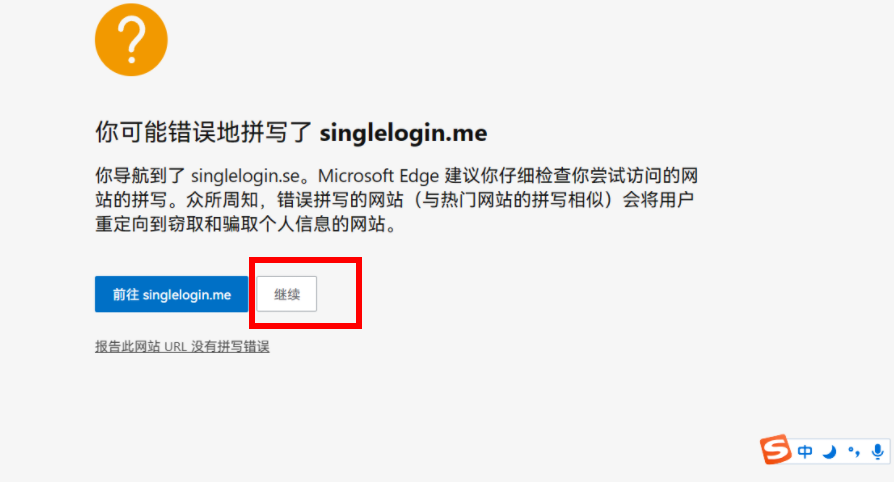 ?
你可能错误地拼写了 singlelogin.me
你导航到了 singlelogin.se。Microsoft Edge 建议你仔细检查你尝试访问的网
站的拼写。众所周知，错误拼写的网站（与热门网站的拼写相似）会将用户
重定向到窃取和骗取个人信息的网站。
前往 singlelogin.me
继续
报告此网站 URL 没有拼写错误
S 中